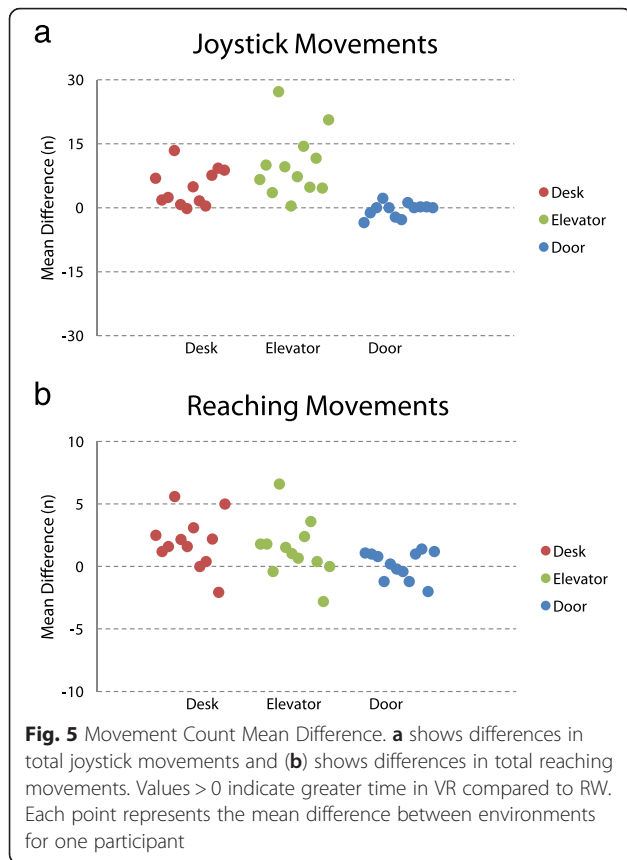 a
Joystick Movements
30
15
0
-15
-30
Mean Difference (n)
Desk Elevator Door
Desk
Elevator
Door
b
Reaching Movements
10
5
0
-5
-10
Mean Difference (n)
Desk Elevator Door
Desk
Elevator
Door
Fig. 5 Movement Count Mean Difference. a shows differences in
total joystick movements and (b) shows differences in total reaching
movements. Values > 0 indicate greater time in VR compared to RW.
Each point represents the mean difference between environments
for one participant